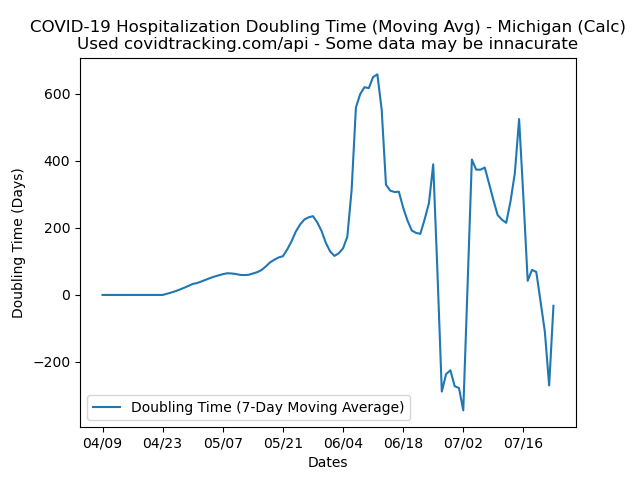 COVID-19 Hospitalization Doubling Time (Moving Avg) - Michigan (Calc)
Used covidtracking.com/api - Some data may be innacurate
Doubling Time (Days)
600
400
200
0
−200
Doubling Time (7-Day Moving Average)
04/09 04/23 05/07 05/21 06/04 06/18 07/02 07/16
Dates